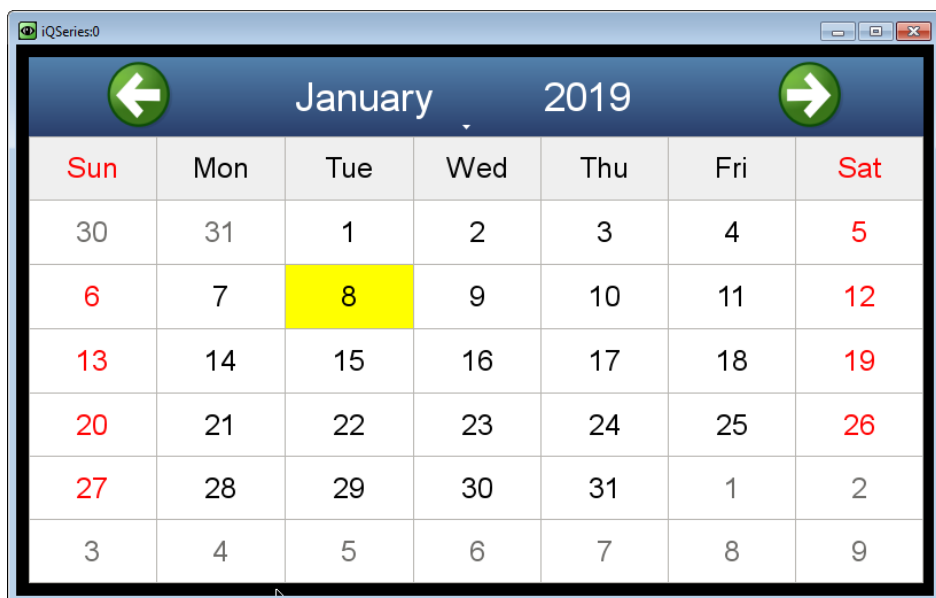 iQSeries:0
January 2019
Sun Mon Tue Wed Thu Fri Sat
30 31 1 2 3 4 5
6 7 8 9 10 11 12
13 14 15 16 17 18 19
20 21 22 23 24 25 26
27 28 29 30 31 1 2
3 4 5 6 7 8 9